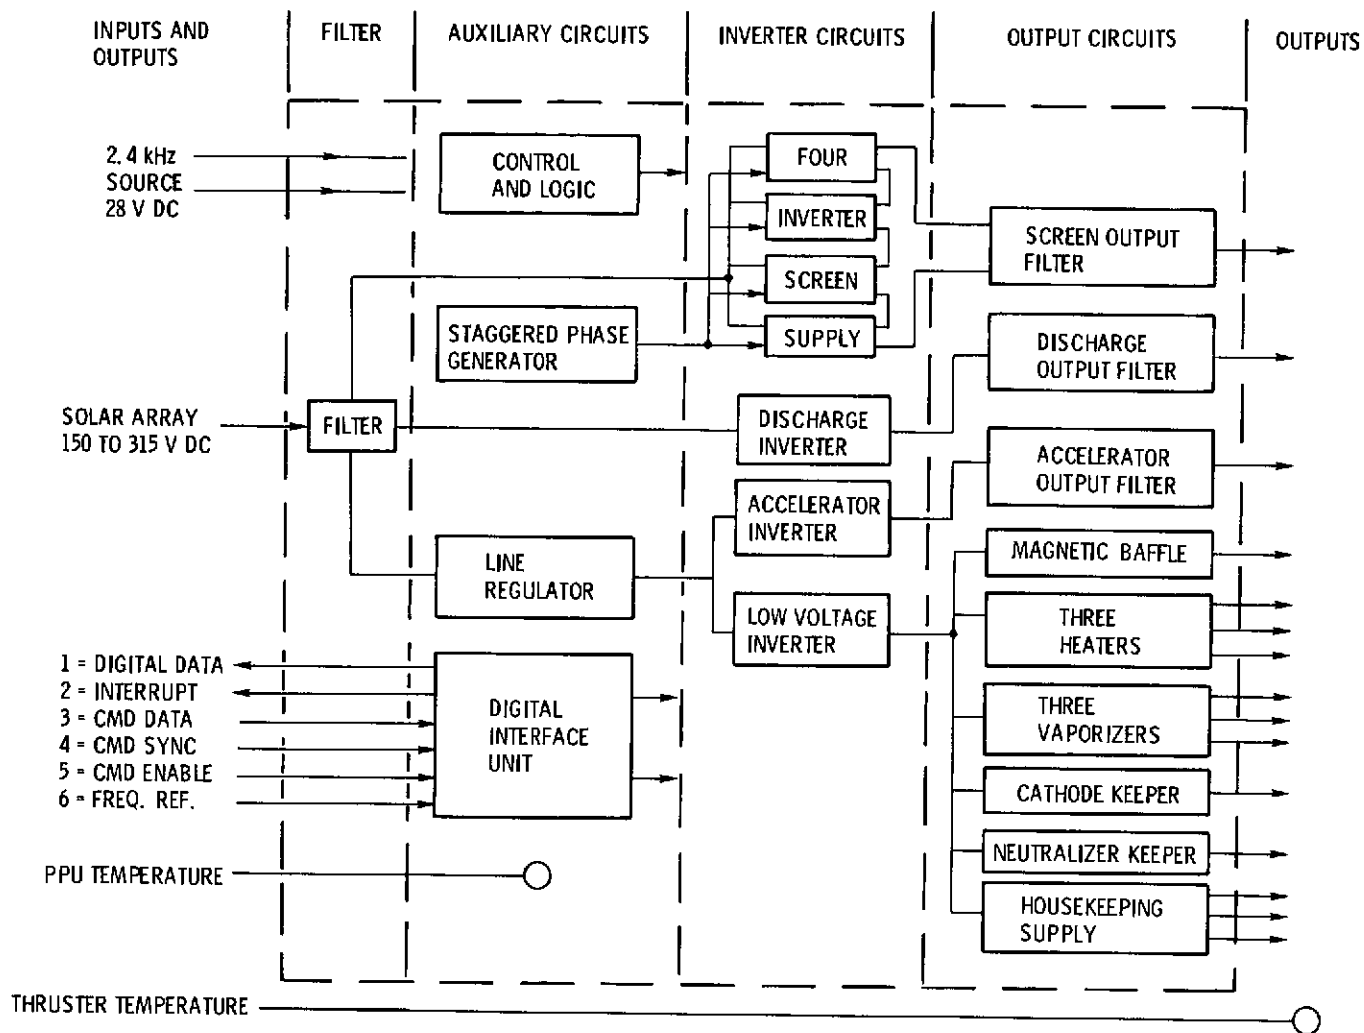 INPUTS AND
OUTPUTS
FILTER
AUXILIARY CIRCUITS
INVERTER CIRCUITS
OUTPUT CIRCUITS
OUTPUTS
2.4 kHz
SOURCE
28 V DC
CONTROL
AND LOGIC
FOUR
INVERTER
SCREEN
SUPPLY
SCREEN OUTPUT
FILTER
STAGGERED PHASE
GENERATOR
DISCHARGE
OUTPUT FILTER
SOLAR ARRAY
150 TO 315 V DC
FILTER
DISCHARGE
INVERTER
ACCELERATOR
OUTPUT FILTER
ACCELERATOR
INVERTER
LINE
REGULATOR
MAGNETIC BAFFLE
LOW VOLTAGE
INVERTER
THREE
HEATERS
1 = DIGITAL DATA
2 = INTERRUPT
3 = CMD DATA
4 = CMD SYNC
5 = CMD ENABLE
6 = FREQ. REF.
DIGITAL
INTERFACE
UNIT
THREE
VAPORIZERS
CATHODE KEEPER
NEUTRALIZER KEEPER
PPU TEMPERATURE
HOUSEKEEPING
SUPPLY
THRUSTER TEMPERATURE